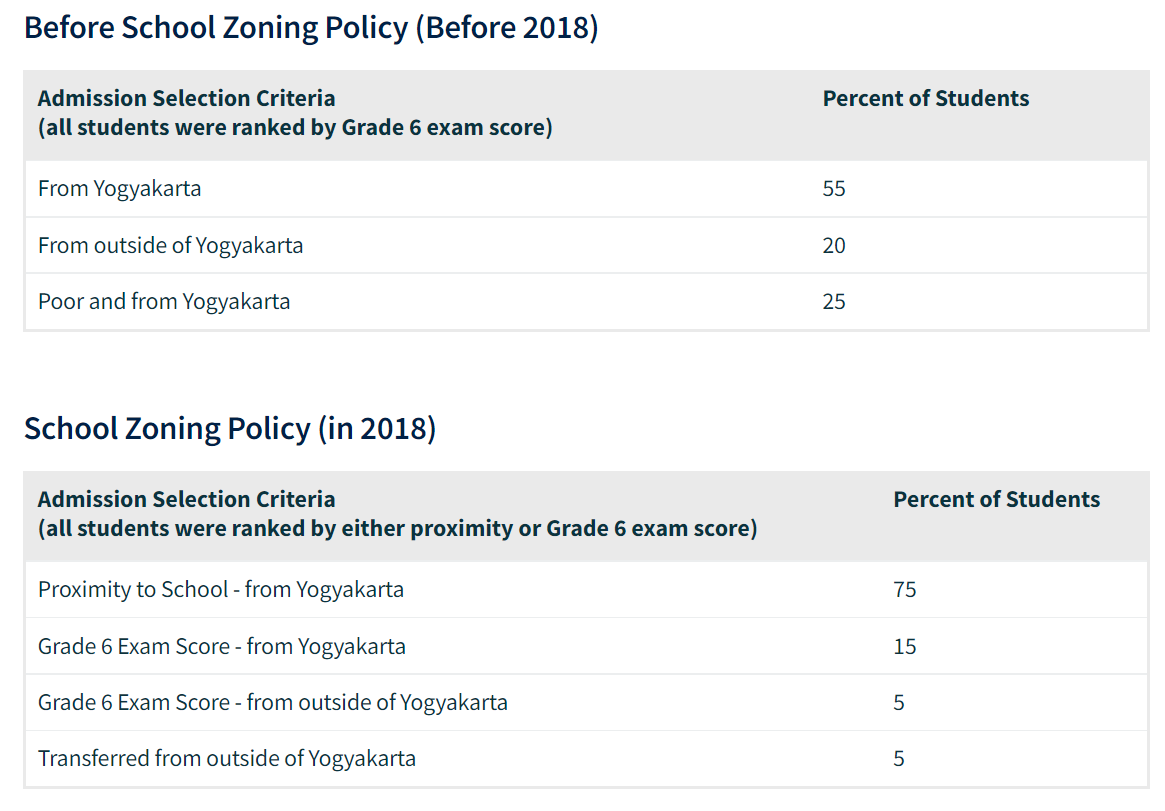 Before School Zoning Policy (Before 2018)
Admission Selection Criteria
(all students were ranked by Grade 6 exam score)
Percent of Students
From Yogyakarta 55
From outside of Yogyakarta 20
Poor and from Yogyakarta 25
School Zoning Policy (in 2018)
Admission Selection Criteria
(all students were ranked by either proximity or Grade 6 exam score)
Percent of Students
Proximity to School - from Yogyakarta 75
Grade 6 Exam Score - from Yogyakarta 15
Grade 6 Exam Score - from outside of Yogyakarta 5
Transferred from outside of Yogyakarta 5